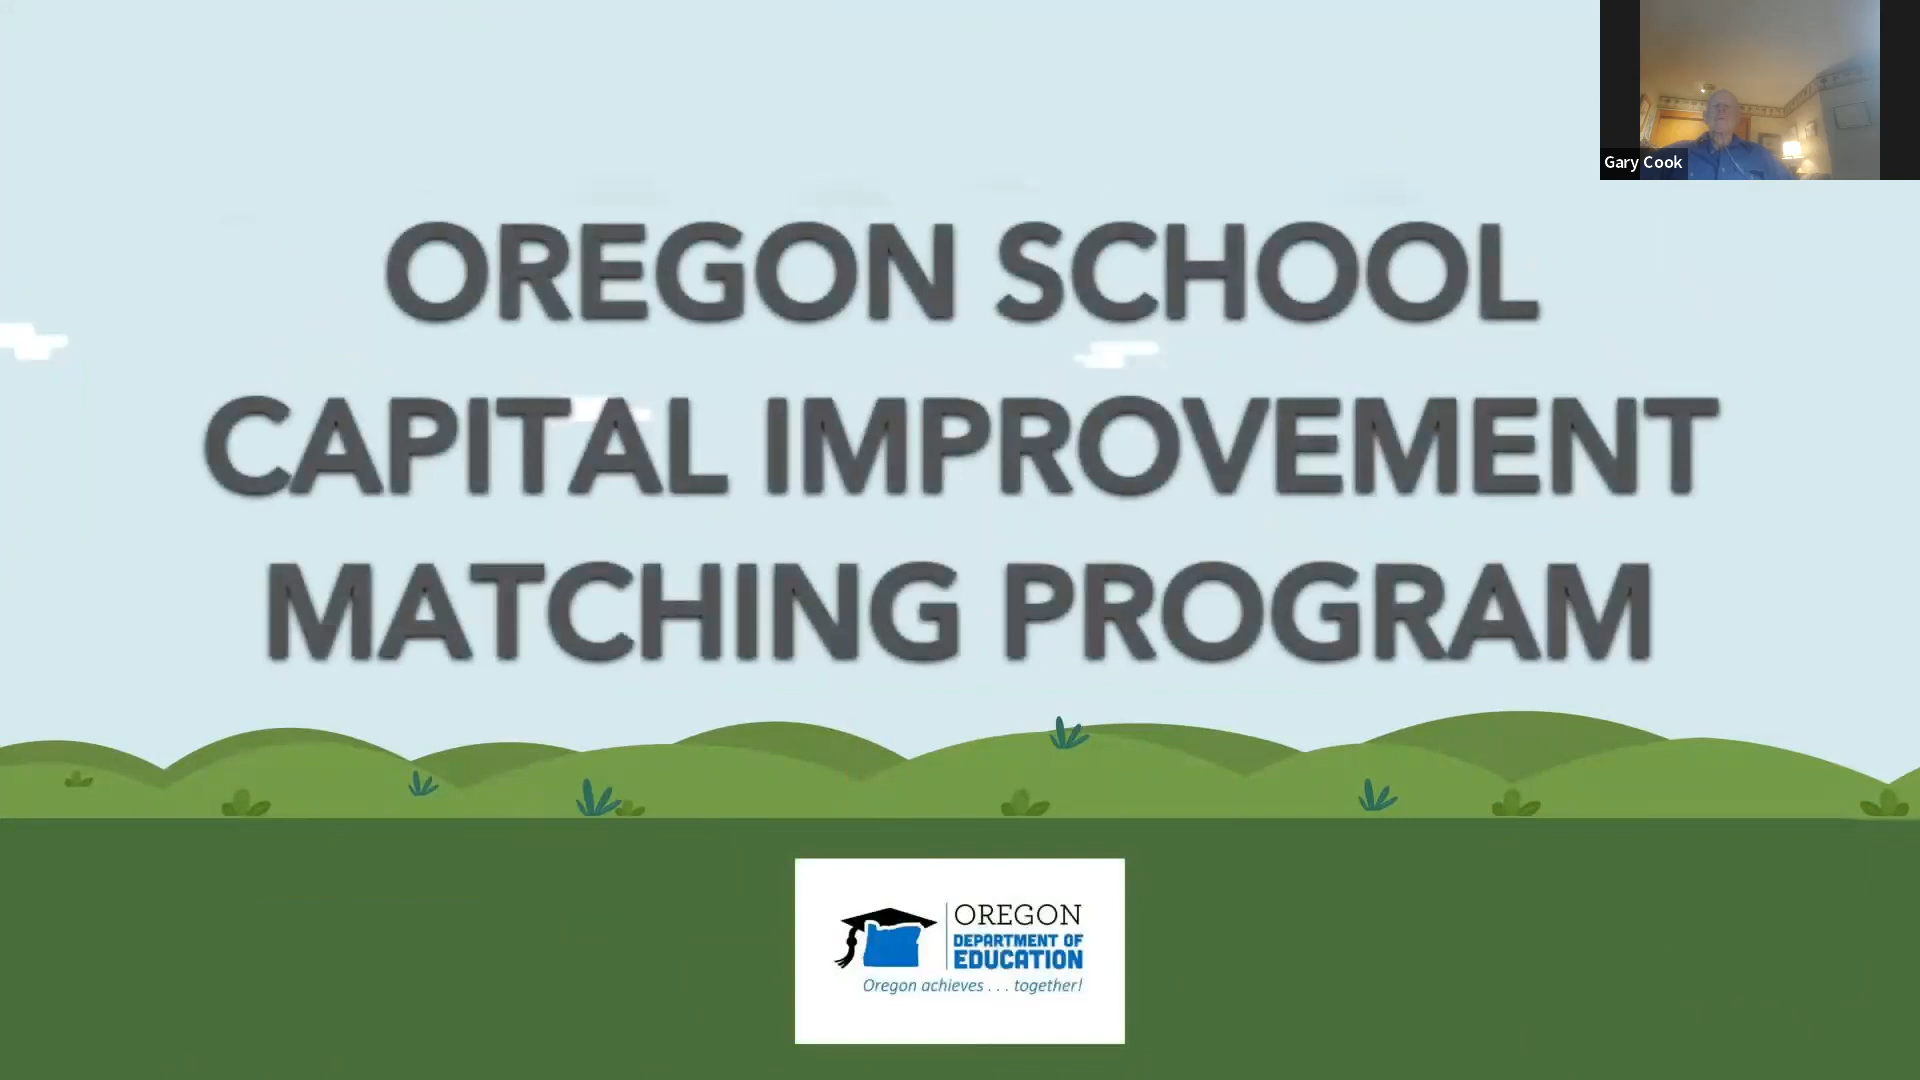 Gary Cook
OREGON SCHOOL
CAPITAL IMPROVEMENT
MATCHING PROGRAM
OREGON
DEPARTMENT OF
EDUCATION
Oregon achieves . . . together!